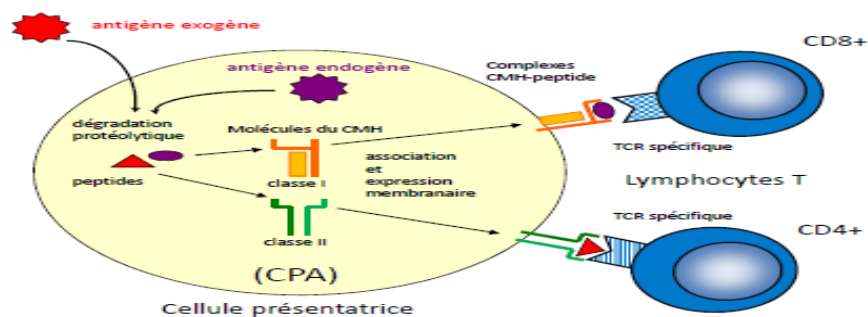 antigène exogène
antigène endogène
dégradation
protéolytique
peptides
Molécules du CMH
classe I
classe II
association
et
expression
membranaire
(CPA)
Cellule présentatrice
Complexes
CMH-peptide
CD8+
TCR spécifique
Lymphocytes T
TCR spécifique
CD4+